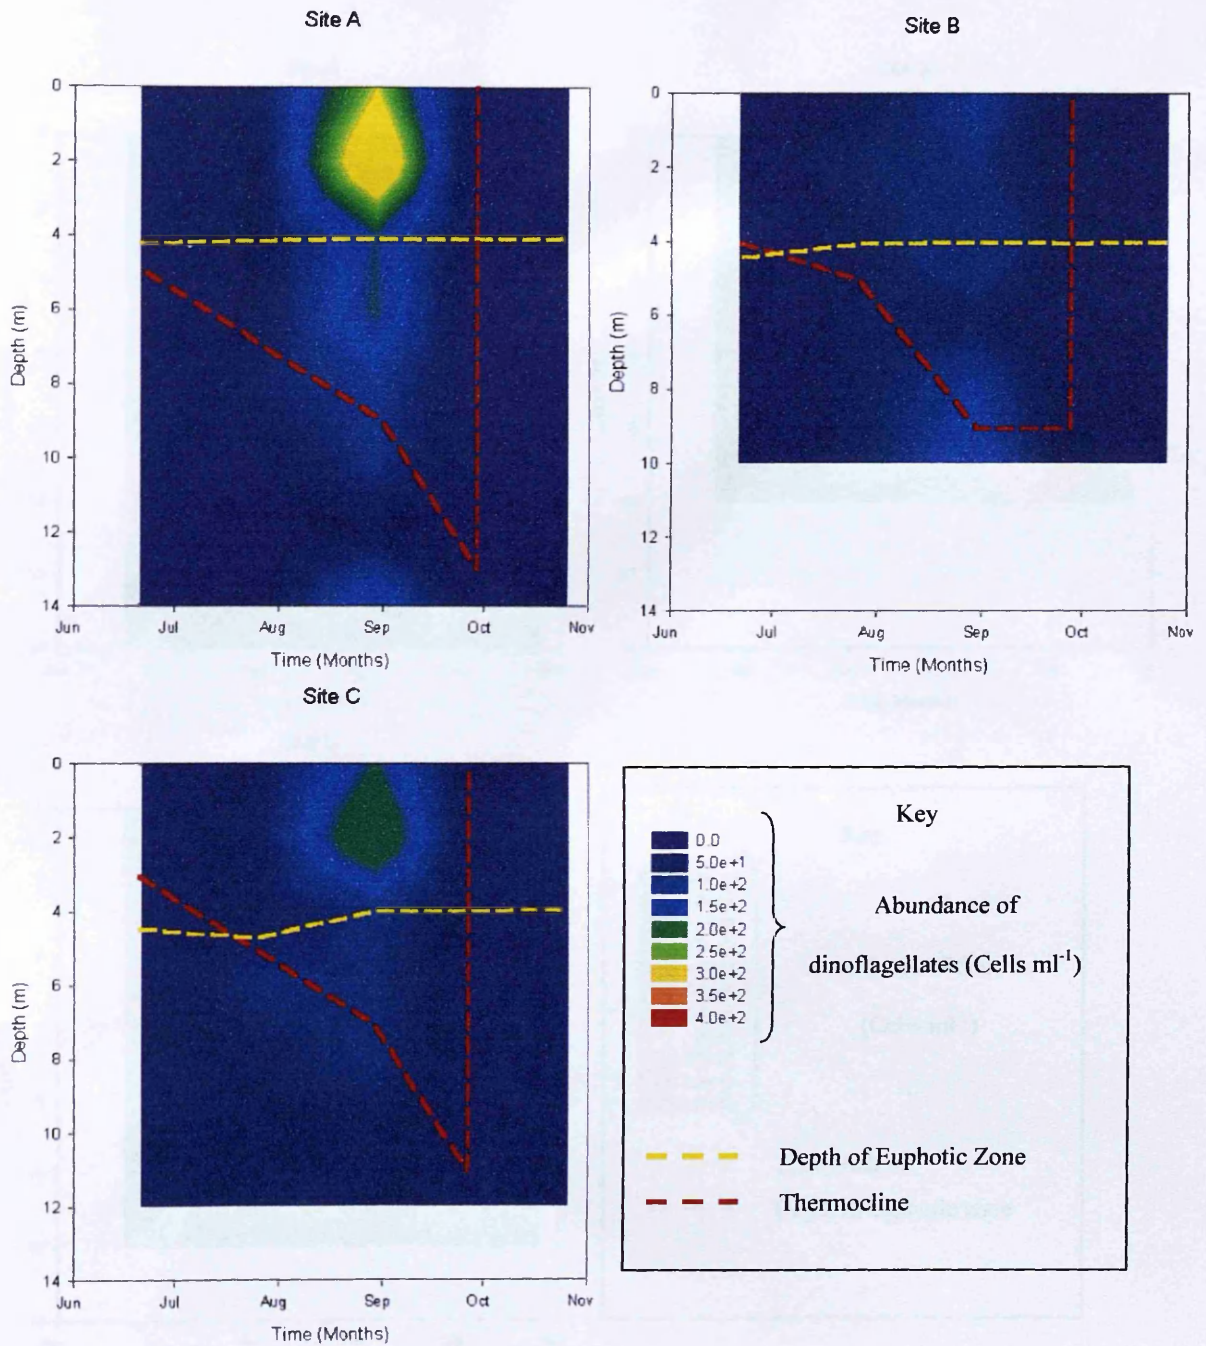 Site A
0
2
4
6
8
10
12
14
Depth (m)
Jun Jul Aug Sep Oct Nov
Time (Months)
Site B
0
2
4
6
8
10
12
14
Depth (m)
Jun Jul Aug Sep Oct Nov
Time (Months)
Site C
0
2
4
6
8
10
12
14
Depth (m)
Jun Jul Aug Sep Oct Nov
Time (Months)
Key
0.0
5.0e+1
1.0e+2
1.5e+2
2.0e+2
2.5e+2
3.0e+2
3.5e+2
4.0e+2
Abundance of
dinoflagellates (Cells ml⁻¹)
Depth of Euphotic Zone
Thermocline